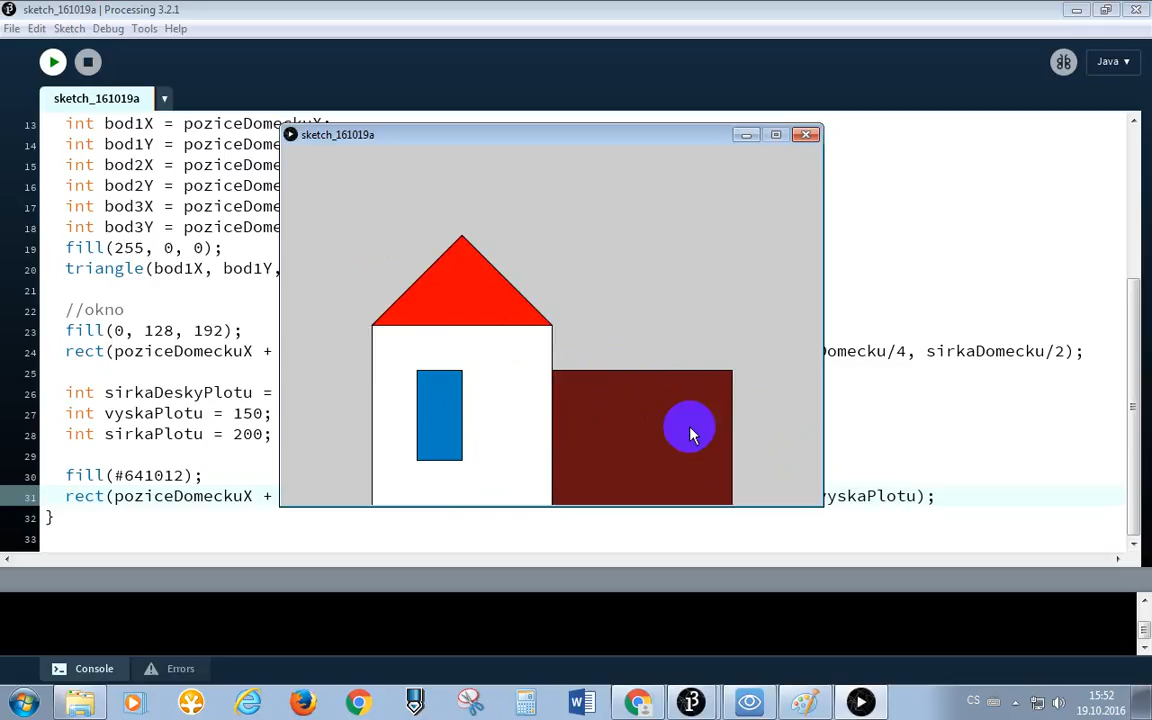 sketch_161019a | Processing 3.2.1
File Edit Sketch Debug Tools Help
Java ▾
sketch_161019a ▾
13 int bod1X = poziceDomeckuX;
14 int bod1Y = poziceDome
15 int bod2X = poziceDome
16 int bod2Y = poziceDome
17 int bod3X = poziceDome
18 int bod3Y = poziceDome
19 fill(255, 0, 0);
20 triangle(bod1X, bod1Y,
21
22 //okno
23 fill(0, 128, 192);
24 rect(poziceDomeckuX + Domecku/4, sirkaDomecku/2);
25
26 int sirkaDeskyPlotu =
27 int vyskaPlotu = 150;
28 int sirkaPlotu = 200;
29
30 fill(#641012);
31 rect(poziceDomeckuX + vyskaPlotu);
32 }
33
sketch_161019a
Console Errors
CS 15:52
19.10.2016